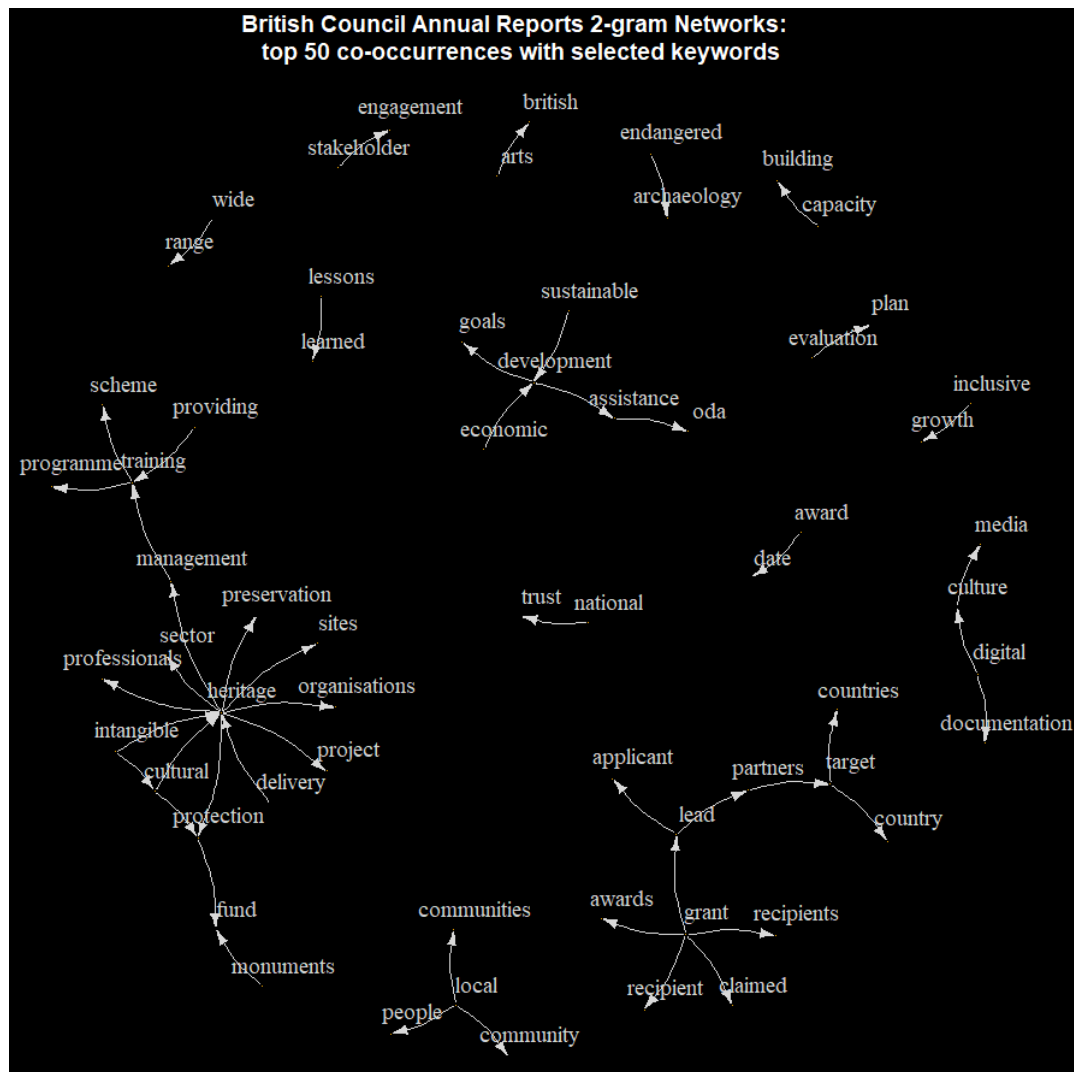 British Council Annual Reports 2-gram Networks:
top 50 co-occurrences with selected keywords
engagement
british
stakeholder
arts
endangered
building
archaeology
capacity
wide
range
lessons
learned
sustainable
goals
development
plan
evaluation
assistance
oda
economic
inclusive
growth
scheme
providing
programme
training
management
award
date
media
culture
digital
documentation
trust
national
preservation
sector
sites
professionals
heritage
organisations
intangible
cultural
project
delivery
protection
fund
monuments
countries
applicant
partners
target
lead
country
awards
grant
recipients
recipient
claimed
communities
local
people
community